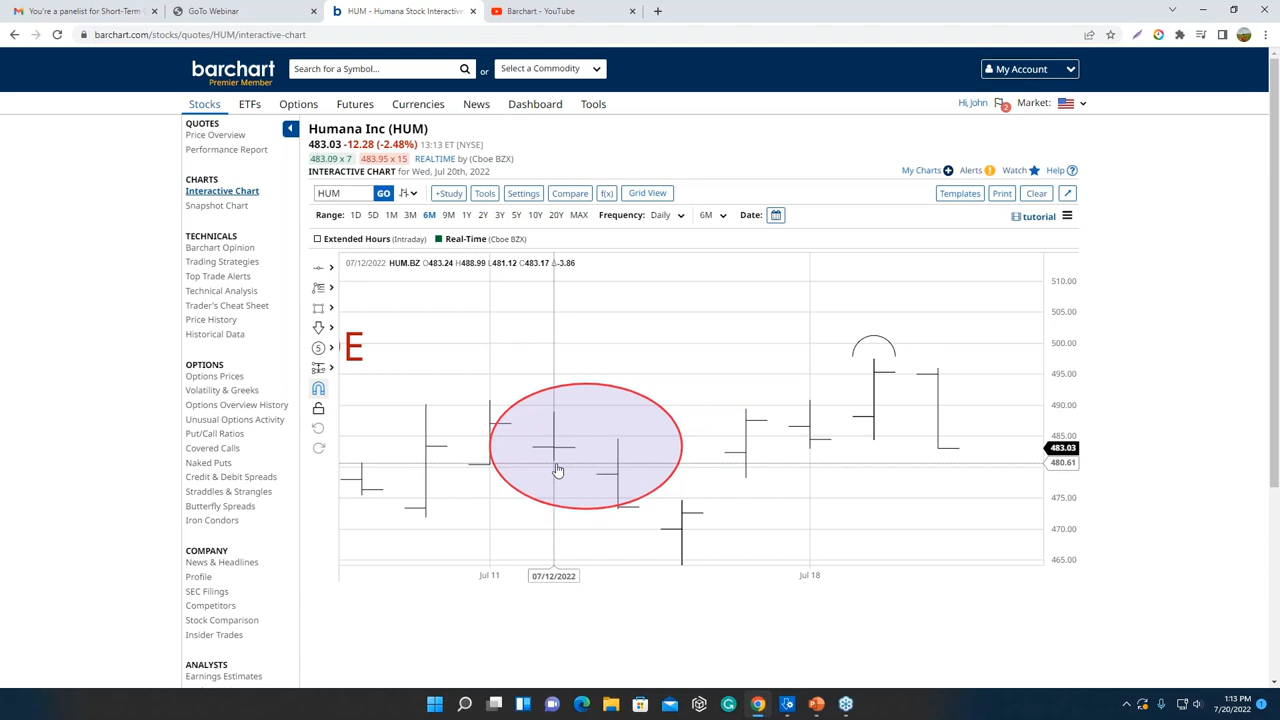 You're a panelist for Short-Term
GoTo Webinar
HUM - Humana Stock Interactive
Barchart - YouTube
barchart.com/stocks/quotes/HUM/interactive-chart
barchart
Premier Member
Search for a Symbol...
or
Select a Commodity
My Account
Stocks ETFs Options Futures Currencies News Dashboard Tools
Hi, John
2
Market:
QUOTES
Price Overview
Performance Report
CHARTS
Interactive Chart
Snapshot Chart
TECHNICALS
Barchart Opinion
Trading Strategies
Top Trade Alerts
Technical Analysis
Trader's Cheat Sheet
Price History
Historical Data
OPTIONS
Options Prices
Volatility & Greeks
Options Overview History
Unusual Options Activity
Put/Call Ratios
Covered Calls
Naked Puts
Credit & Debit Spreads
Straddles & Strangles
Butterfly Spreads
Iron Condors
COMPANY
News & Headlines
Profile
SEC Filings
Competitors
Stock Comparison
Insider Trades
ANALYSTS
Earnings Estimates
Humana Inc (HUM)
483.03 -12.28 (-2.48%) 13:13 ET [NYSE]
483.09 x 7 483.95 x 15 REALTIME by (Cboe BZX)
INTERACTIVE CHART for Wed, Jul 20th, 2022
My Charts Alerts Watch Help
HUM GO +Study Tools Settings Compare f(x) Grid View Templates Print Clear
Range: 1D 5D 1M 3M 6M 9M 1Y 2Y 3Y 5Y 10Y 20Y MAX Frequency: Daily 6M Date:
tutorial
Extended Hours (Intraday) Real-Time (Cboe BZX)
07/12/2022 HUM.BZ O483.24 H488.99 L481.12 C483.17 Δ-3.86
E
5
510.00
505.00
500.00
495.00
490.00
485.00
483.03
480.61
475.00
470.00
465.00
Jul 11
07/12/2022
Jul 18
1:13 PM
7/20/2022